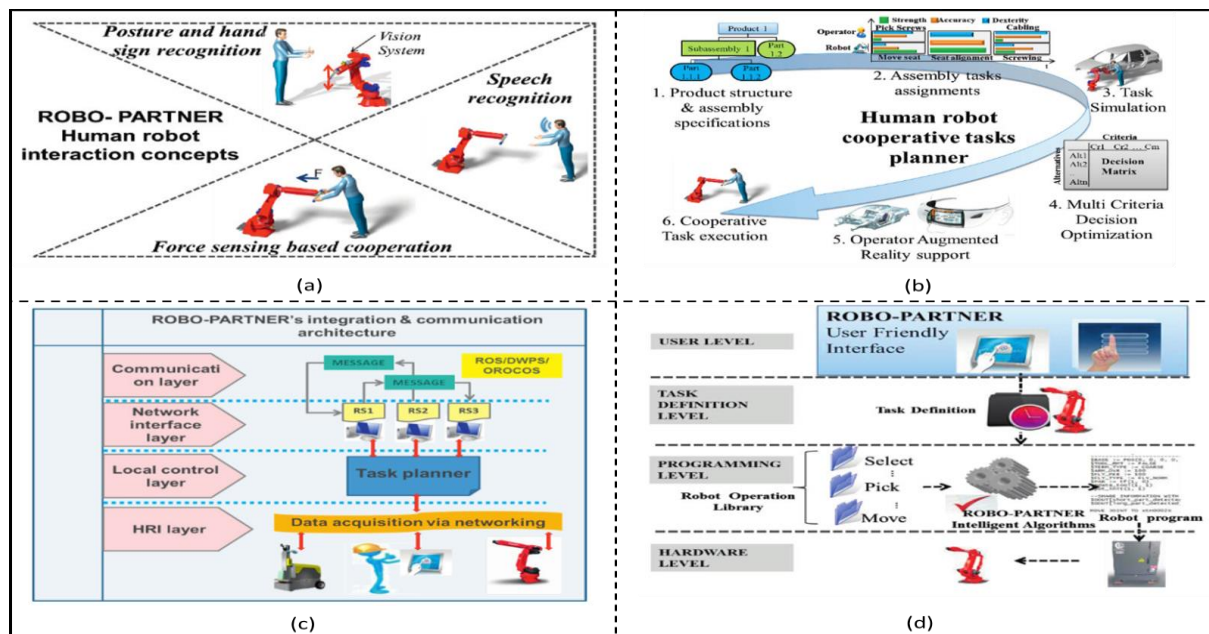 Posture and hand
sign recognition
Vision
System
Speech
recognition
ROBO- PARTNER
Human robot
interaction concepts
F
Force sensing based cooperation
(a)
Strength Accuracy Dexterity
Pick Screws Cabling
Operator
Robot
Move seat Seat alignment Screwing
t
Product 1
Subassembly 1
Part
1.2
Part
1.1.1
Part
1.1.2
1. Product structure
& assembly
specifications
2. Assembly tasks
assignments
3. Task
Simulation
Human robot
cooperative tasks
planner
Criteria
Cr1 Cr2 ... Cm
Alternatives
Alt1
Alt2
...
Altn
Decision
Matrix
4. Multi Criteria
Decision
Optimization
5. Operator Augmented
Reality support
6. Cooperative
Task execution
(b)
ROBO-PARTNER's integration & communication
architecture
Communicati
on layer
MESSAGE
MESSAGE
ROS/DWPS/
OROCOS
Network
interface
layer
RS1 RS2 RS3
Local control
layer
Task planner
HRI layer
Data acquisition via networking
(c)
USER LEVEL
ROBO-PARTNER
User Friendly
Interface
TASK
DEFINITION
LEVEL
Task Definition
PROGRAMMING
LEVEL
Robot Operation
Library
Select
Pick
Move
ROBO-PARTNER
Intelligent Algorithms
Robot program
HARDWARE
LEVEL
(d)